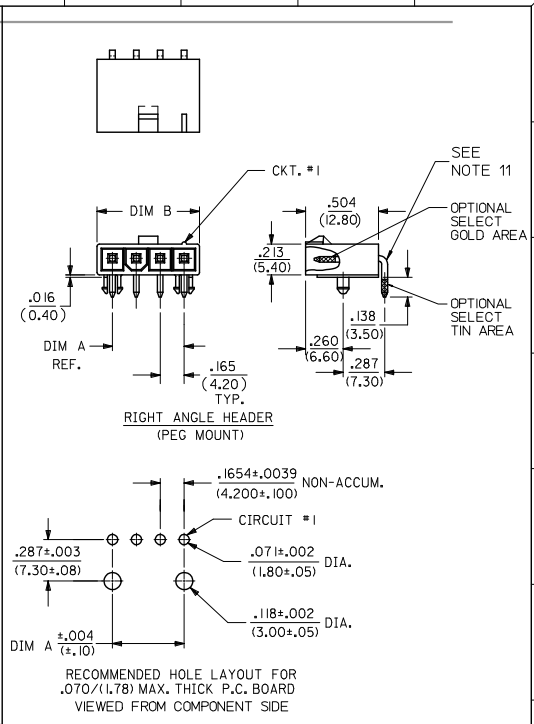 CKT. #1
SEE
NOTE 11
DIM B
.504
(12.80)
OPTIONAL
SELECT
GOLD AREA
.213
(5.40)
.016
(0.40)
OPTIONAL
SELECT
TIN AREA
.138
(3.50)
DIM A
REF.
.260
(6.60)
.287
(7.30)
.165
(4.20)
TYP.
RIGHT ANGLE HEADER
(PEG MOUNT)
.1654±.0039
(4.200±.100)
NON-ACCUM.
CIRCUIT #1
.287±.003
(7.30±.08)
.071±.002
(1.80±.05)
DIA.
.118±.002
(3.00±.05)
DIA.
DIM A ±.004
(±.10)
RECOMMENDED HOLE LAYOUT FOR
.070/(1.78) MAX. THICK P.C. BOARD
VIEWED FROM COMPONENT SIDE